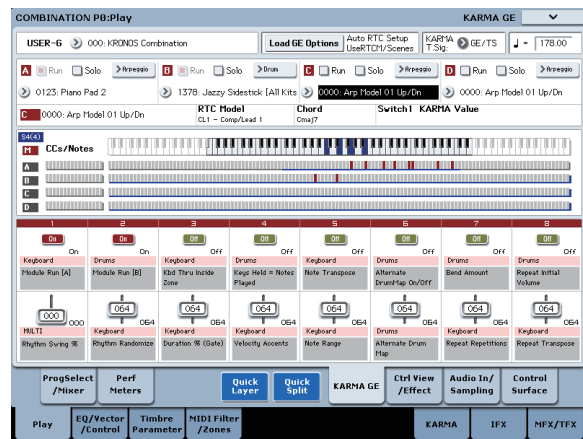 COMBINATION P0:Play KARMA GE
USER-G 000: KRONOS Combination Load GE Options Auto RTC Setup UseRTCM/Scenes KARMA T.Sig: GE/TS ♩ = 178.00
A Run Solo >Arpeggio B Run Solo >Drum C Run Solo >Arpeggio D Run Solo >Arpeggio
0123: Piano Pad 2 1378: Jazzy Sidestick [All Kits 0000: Arp Model 01 Up/Dn 0000: Arp Model 01 Up/Dn
C 0000: Arp Model 01 Up/Dn RTC Model Chord Switch1 KARMA Value
CL1 - Comp/Lead 1 Cmaj7
S4(4)
M CCs/Notes
A
B
C
D
1 2 3 4 5 6 7 8
On On Off Off Off Off Off Off
On On Off Off Off Off Off Off
Keyboard Drums Keyboard Drums Keyboard Drums Drums Drums
Module Run [A] Module Run [B] Kbd Thru Inside Zone Keys Held = Notes Played Note Transpose Alternate DrumMap On/Off Bend Amount Repeat Initial Volume
000 064 064 064 064 064 064 064
000 064 064 064 064 064 064 064
MULTI Keyboard Keyboard Keyboard Keyboard Drums Keyboard Keyboard
Rhythm Swing % Rhythm Randomize Duration % (Gate) Velocity Accents Note Range Alternate Drum Map Repeat Repetitions Repeat Transpose
ProgSelect /Mixer Perf Meters Quick Layer Quick Split KARMA GE Ctrl View /Effect Audio In/ Sampling Control Surface
Play EQ/Vector /Control Timbre Parameter MIDI Filter /Zones KARMA IFX MFX/TFX